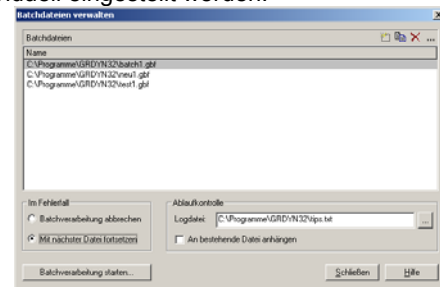 eingestellt werden.
Batchdateien verwalten
Batchdateien
Name
C:\Programme\GRDYN32\batch1.gbf
C:\Programme\GRDYN32\neu1.gbf
C:\Programme\GRDYN32\test1.gbf
Im Fehlerfall
Batchverarbeitung abbrechen
Mit nächster Datei fortsetzen
Ablaufkontrolle
Logdatei: C:\Programme\GRDYN32\tips.txt ...
An bestehende Datei anhängen
Batchverarbeitung starten...
Schließen
Hilfe